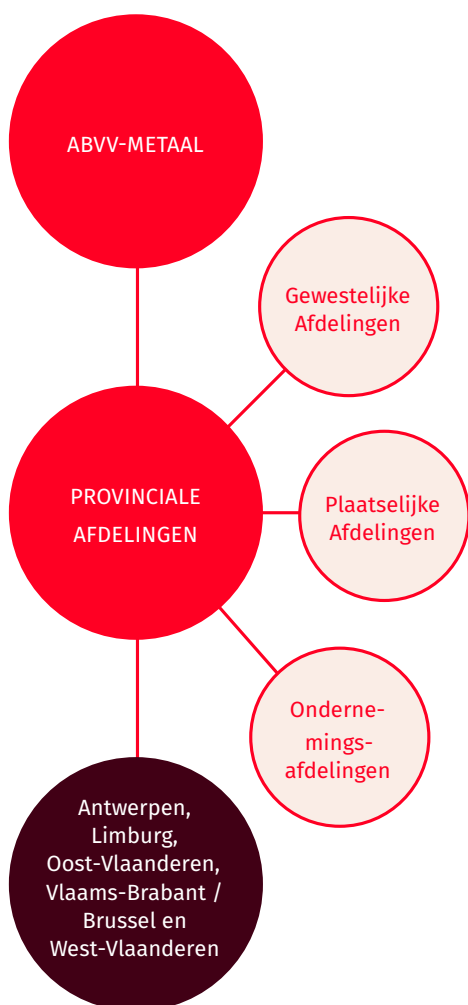 ABVV-METAAL
Gewestelijke
Afdelingen
PROVINCIALE
AFDELINGEN
Plaatselijke
Afdelingen
Onderne-
mings-
afdelingen
Antwerpen,
Limburg,
Oost-Vlaanderen,
Vlaams-Brabant /
Brussel en
West-Vlaanderen